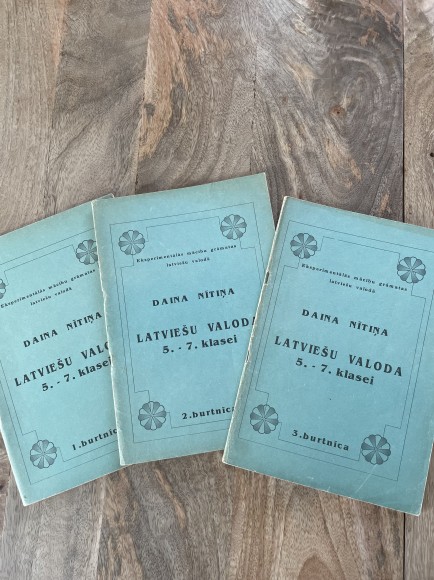 Eksperimentālās mācību grāmatas
latviešu valodā
DAINA NĪTIŅA
LATVIEŠU VALODA
5. - 7. klasei
1. burtnīca
Eksperimentālās mācību grāmatas
latviešu valodā
DAINA NĪTIŅA
LATVIEŠU VALODA
5. - 7. klasei
2. burtnīca
Eksperimentālās mācību grāmatas
latviešu valodā
DAINA NĪTIŅA
LATVIEŠU VALODA
5. - 7. klasei
3. burtnīca